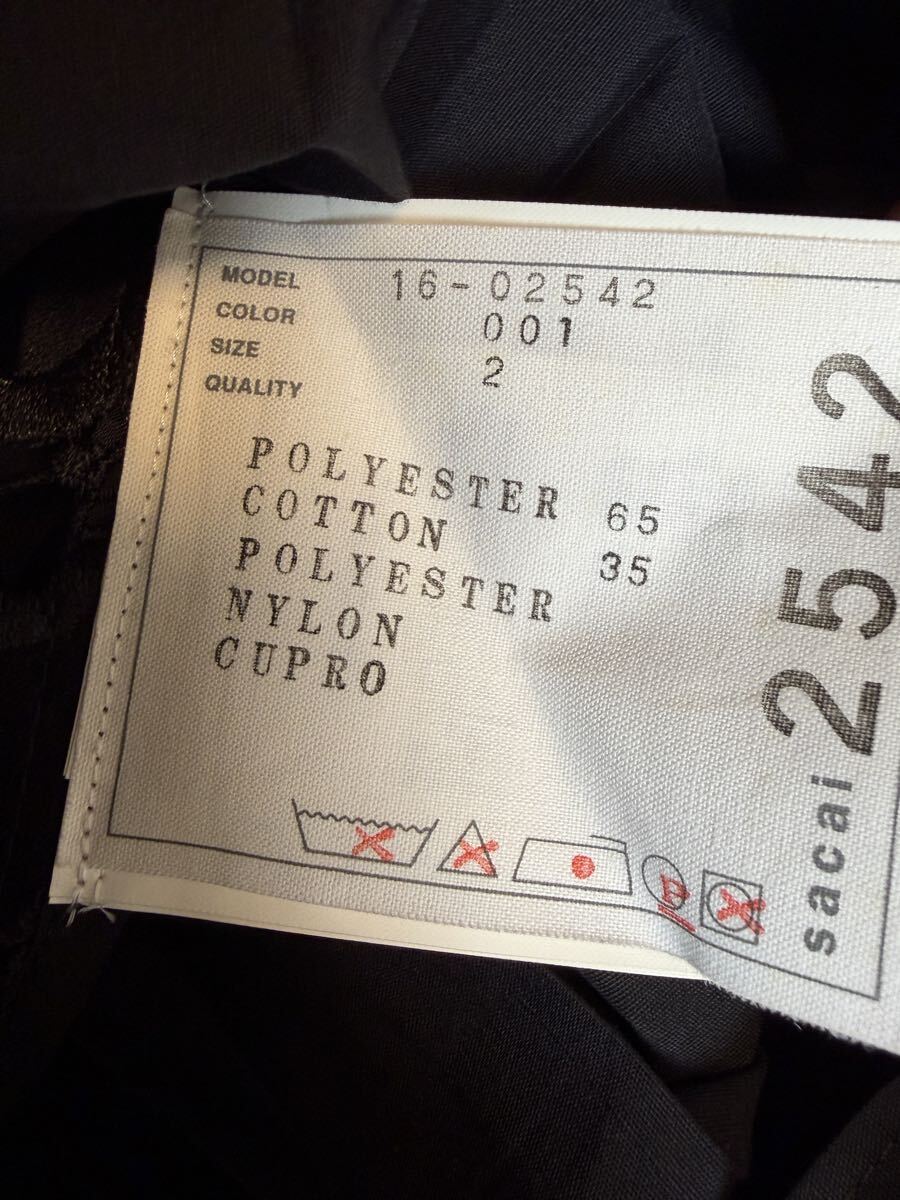 MODEL 16-02542
COLOR 001
SIZE 2
QUALITY
POLYESTER 65
COTTON 35
POLYESTER
NYLON
CUPRO
sacai 2542